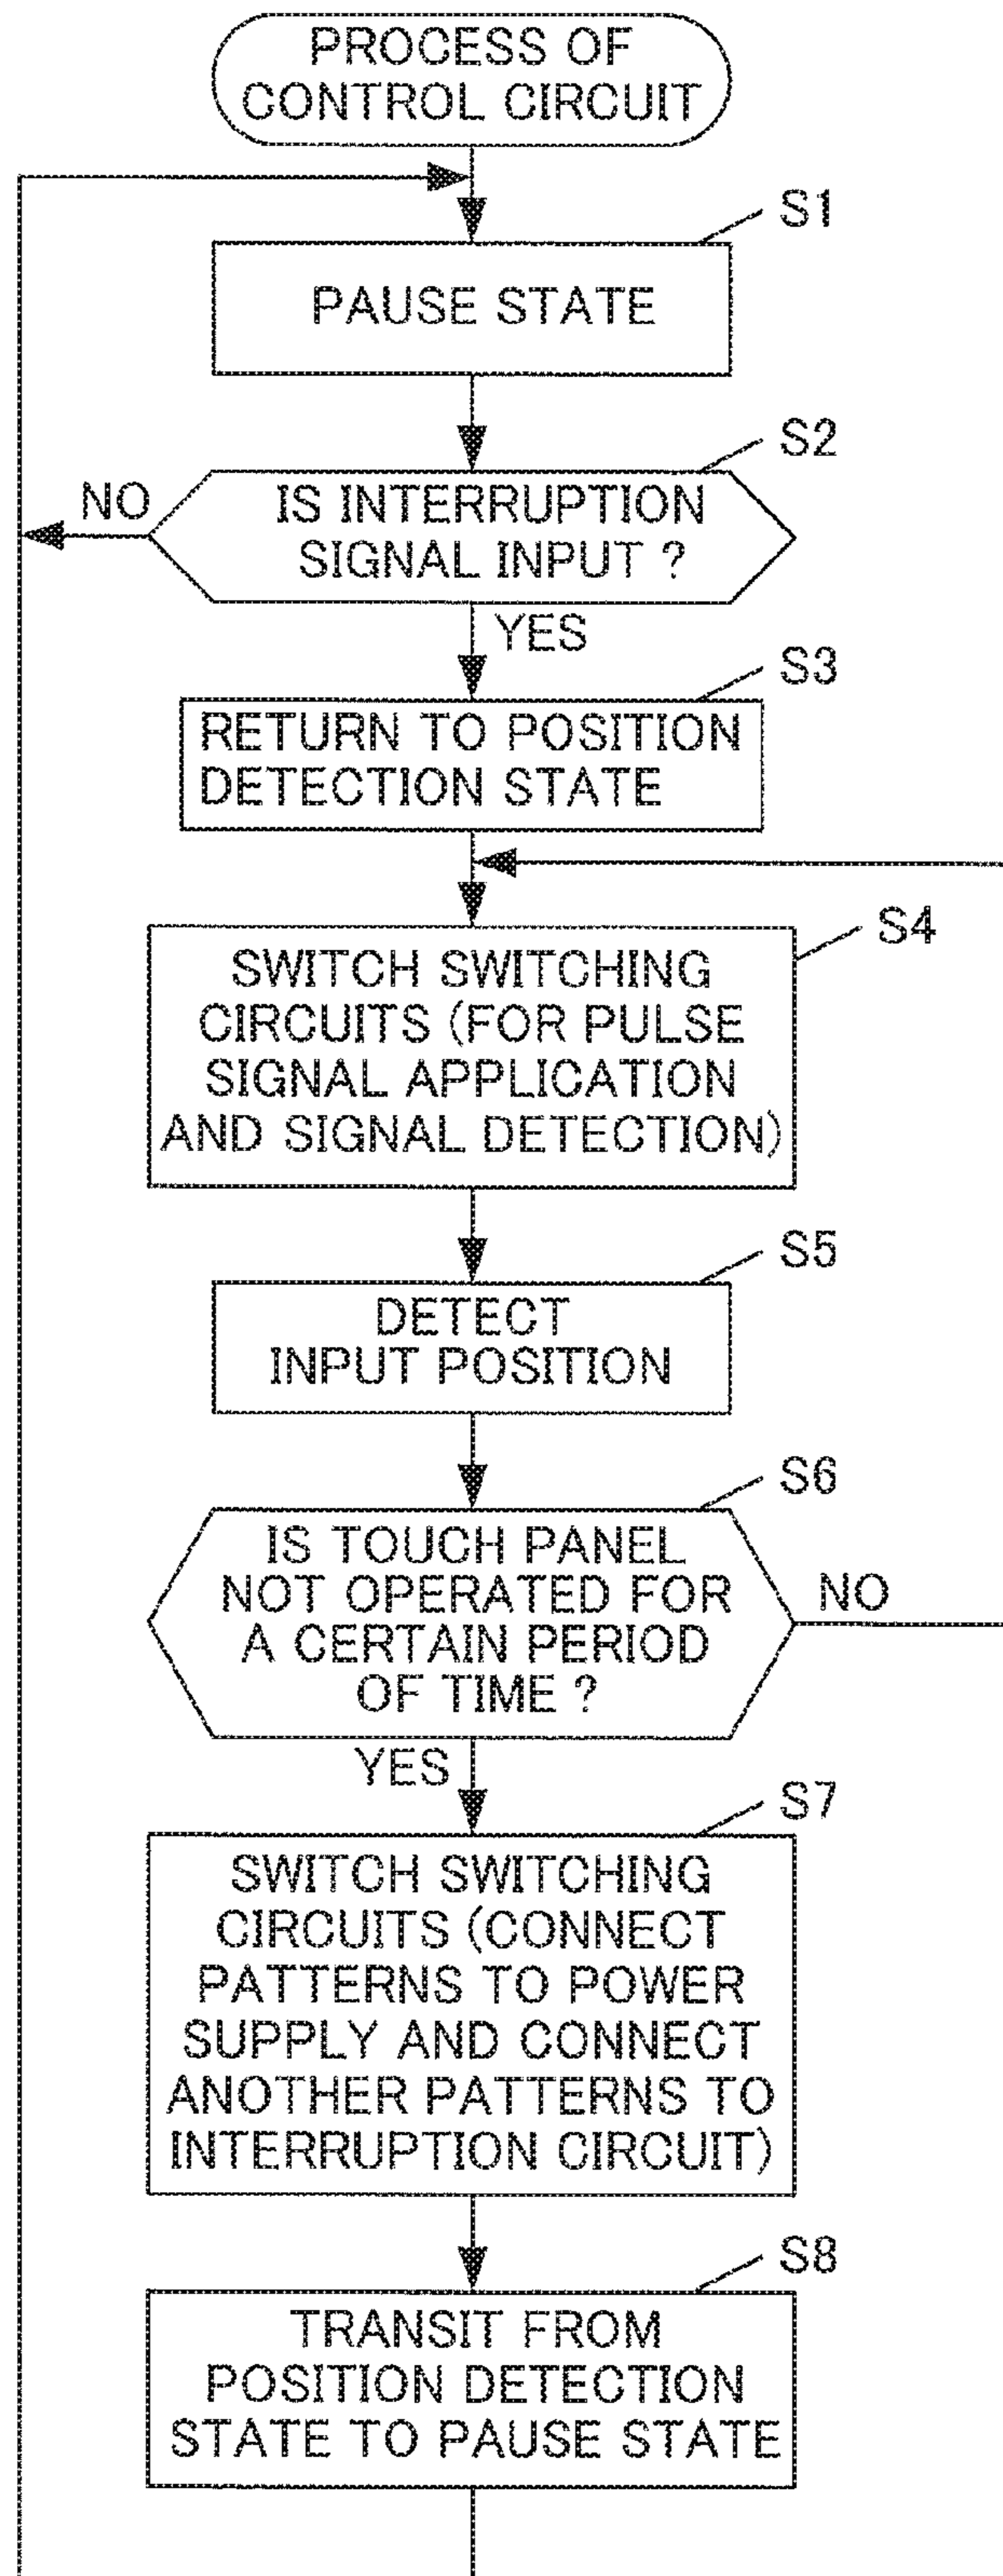 PROCESS OF
CONTROL CIRCUIT
S1
PAUSE STATE
S2
NO
IS INTERRUPTION
SIGNAL INPUT ?
YES
S3
RETURN TO POSITION
DETECTION STATE
S4
SWITCH SWITCHING
CIRCUITS (FOR PULSE
SIGNAL APPLICATION
AND SIGNAL DETECTION)
S5
DETECT
INPUT POSITION
S6
IS TOUCH PANEL
NOT OPERATED FOR
A CERTAIN PERIOD
OF TIME ?
NO
YES
S7
SWITCH SWITCHING
CIRCUITS (CONNECT
PATTERNS TO POWER
SUPPLY AND CONNECT
ANOTHER PATTERNS TO
INTERRUPTION CIRCUIT)
S8
TRANSIT FROM
POSITION DETECTION
STATE TO PAUSE STATE